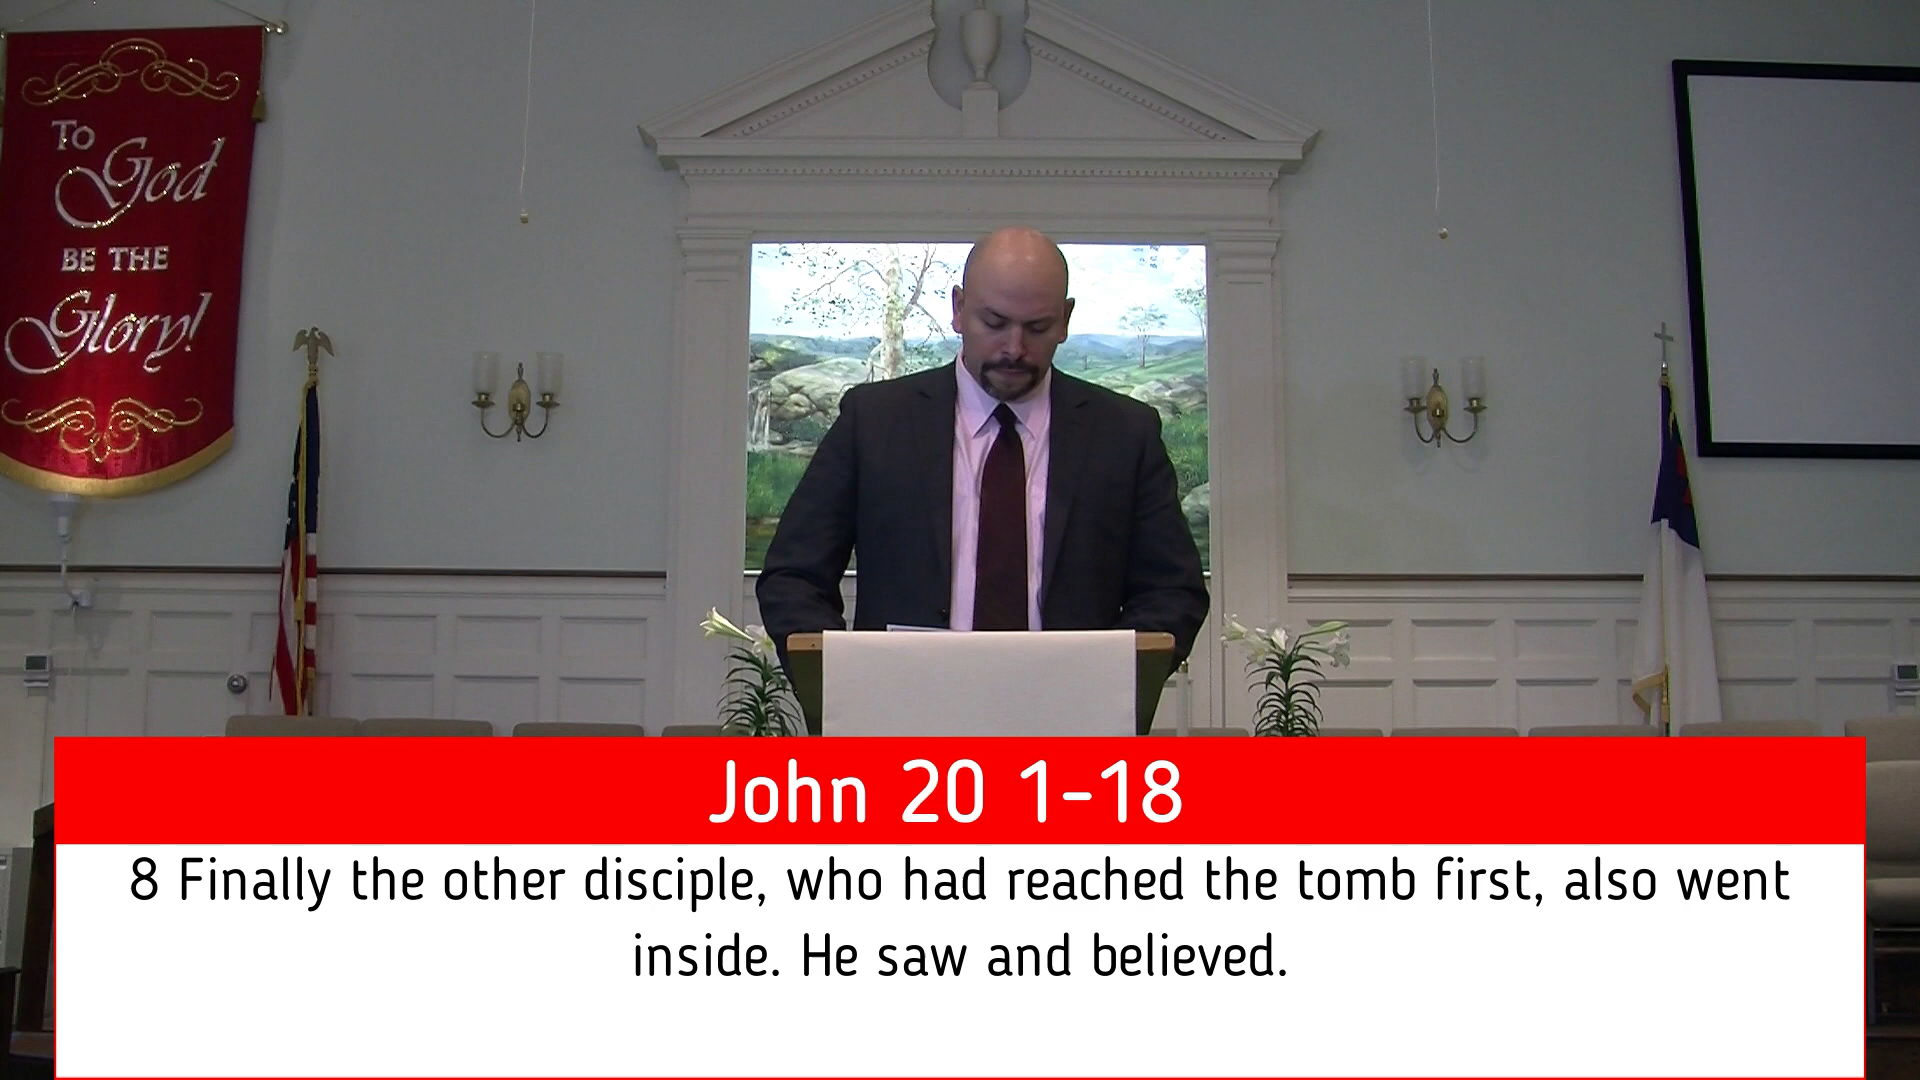 To
God
BE THE
Glory!
John 20 1-18
8 Finally the other disciple, who had reached the tomb first, also went
inside. He saw and believed.